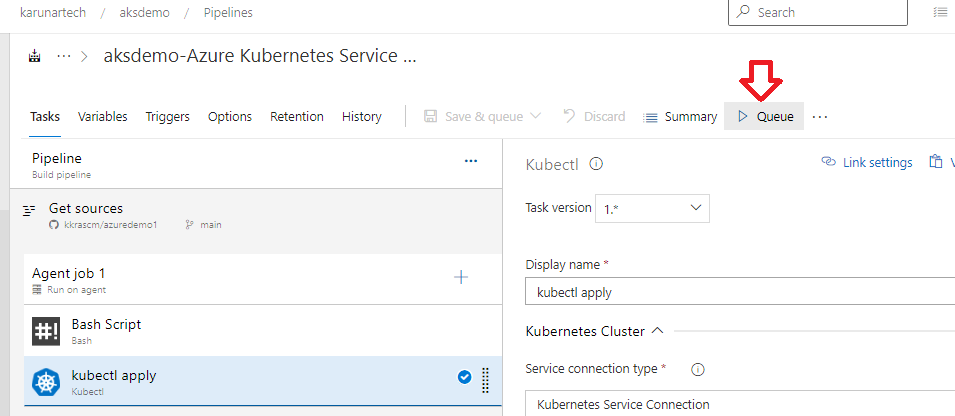 karunartech / aksdemo / Pipelines
Search
··· > aksdemo-Azure Kubernetes Service ...
Tasks Variables Triggers Options Retention History Save & queue Discard Summary Queue ···
Pipeline ···
Build pipeline
Get sources
kkrascm/azuredemo1 main
Agent job 1
Run on agent
#! Bash Script
Bash
kubectl apply
Kubectl
Kubectl Link settings V
Task version 1.*
Display name *
kubectl apply
Kubernetes Cluster
Service connection type *
Kubernetes Service Connection